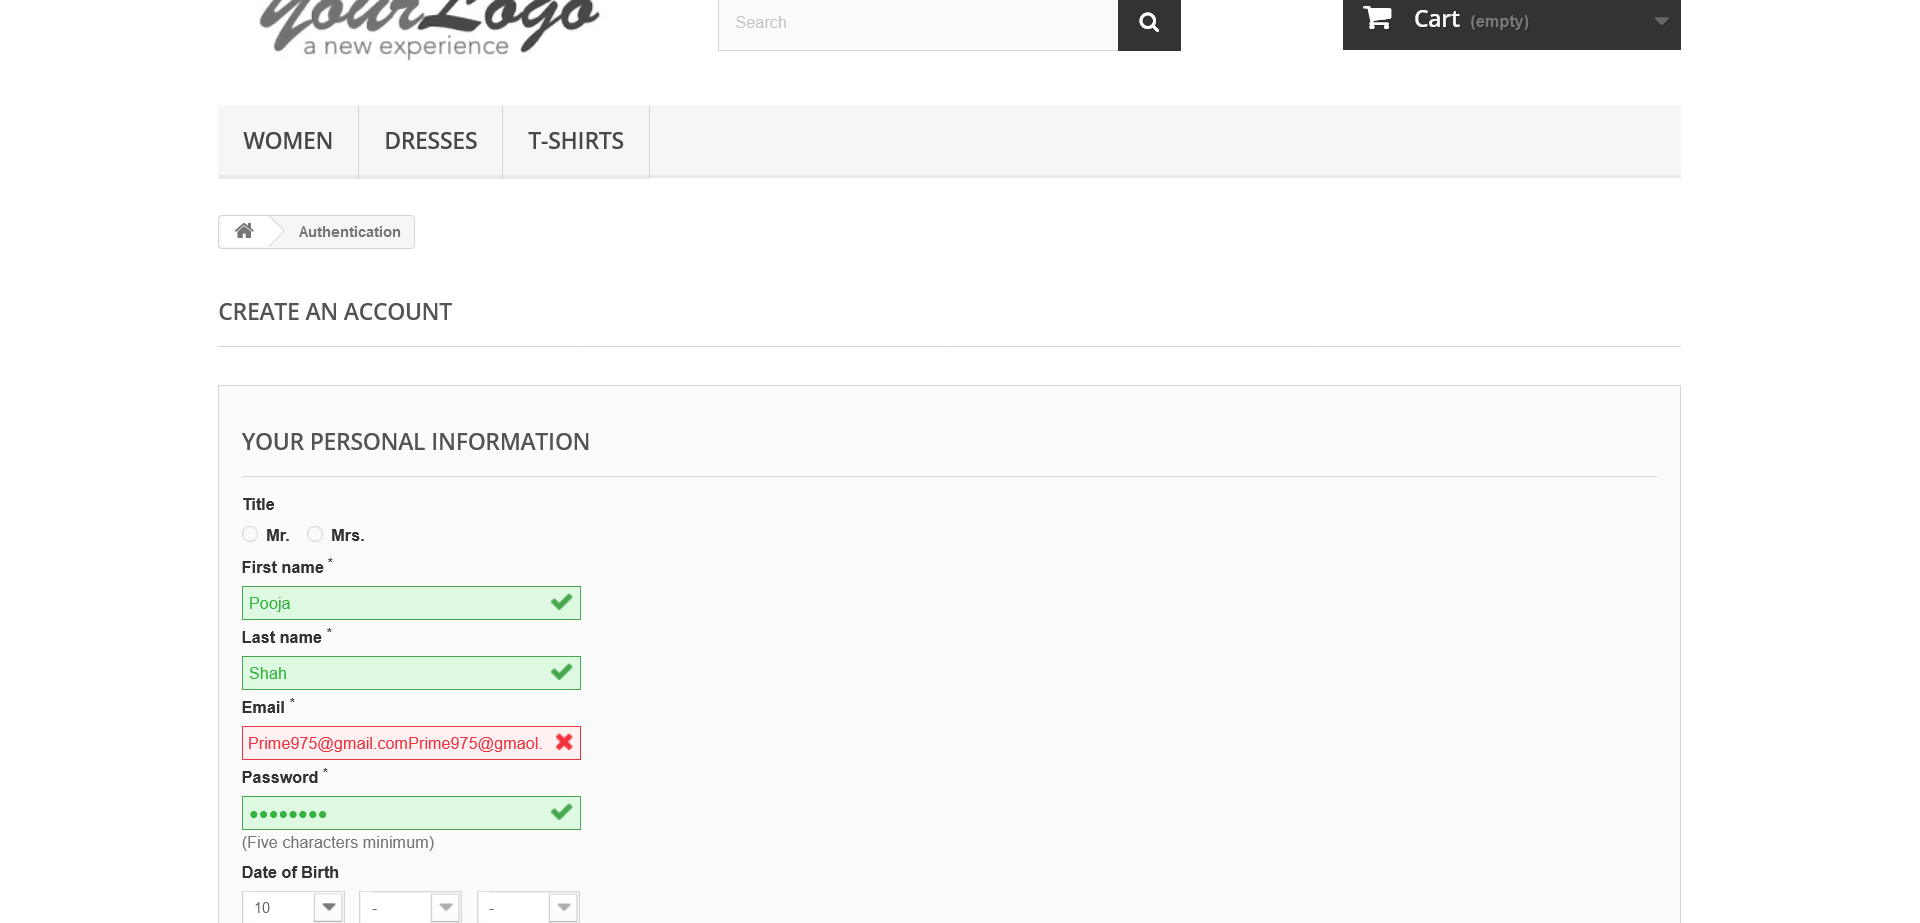 yourLogo
a new experience
Search
Cart (empty)
WOMEN DRESSES T-SHIRTS
Authentication
CREATE AN ACCOUNT
YOUR PERSONAL INFORMATION
Title
Mr. Mrs.
First name *
Pooja
Last name *
Shah
Email *
Prime975@gmail.comPrime975@gmaol.
Password *
(Five characters minimum)
Date of Birth
10 - -